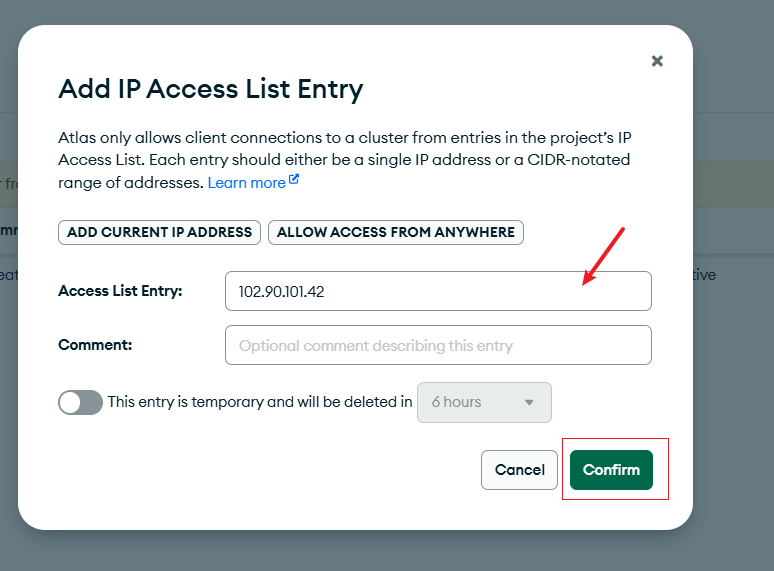 Add IP Access List Entry
Atlas only allows client connections to a cluster from entries in the project's IP
Access List. Each entry should either be a single IP address or a CIDR-notated
range of addresses. Learn more
ADD CURRENT IP ADDRESS ALLOW ACCESS FROM ANYWHERE
Access List Entry: 102.90.101.42
Comment: Optional comment describing this entry
This entry is temporary and will be deleted in 6 hours
Cancel Confirm